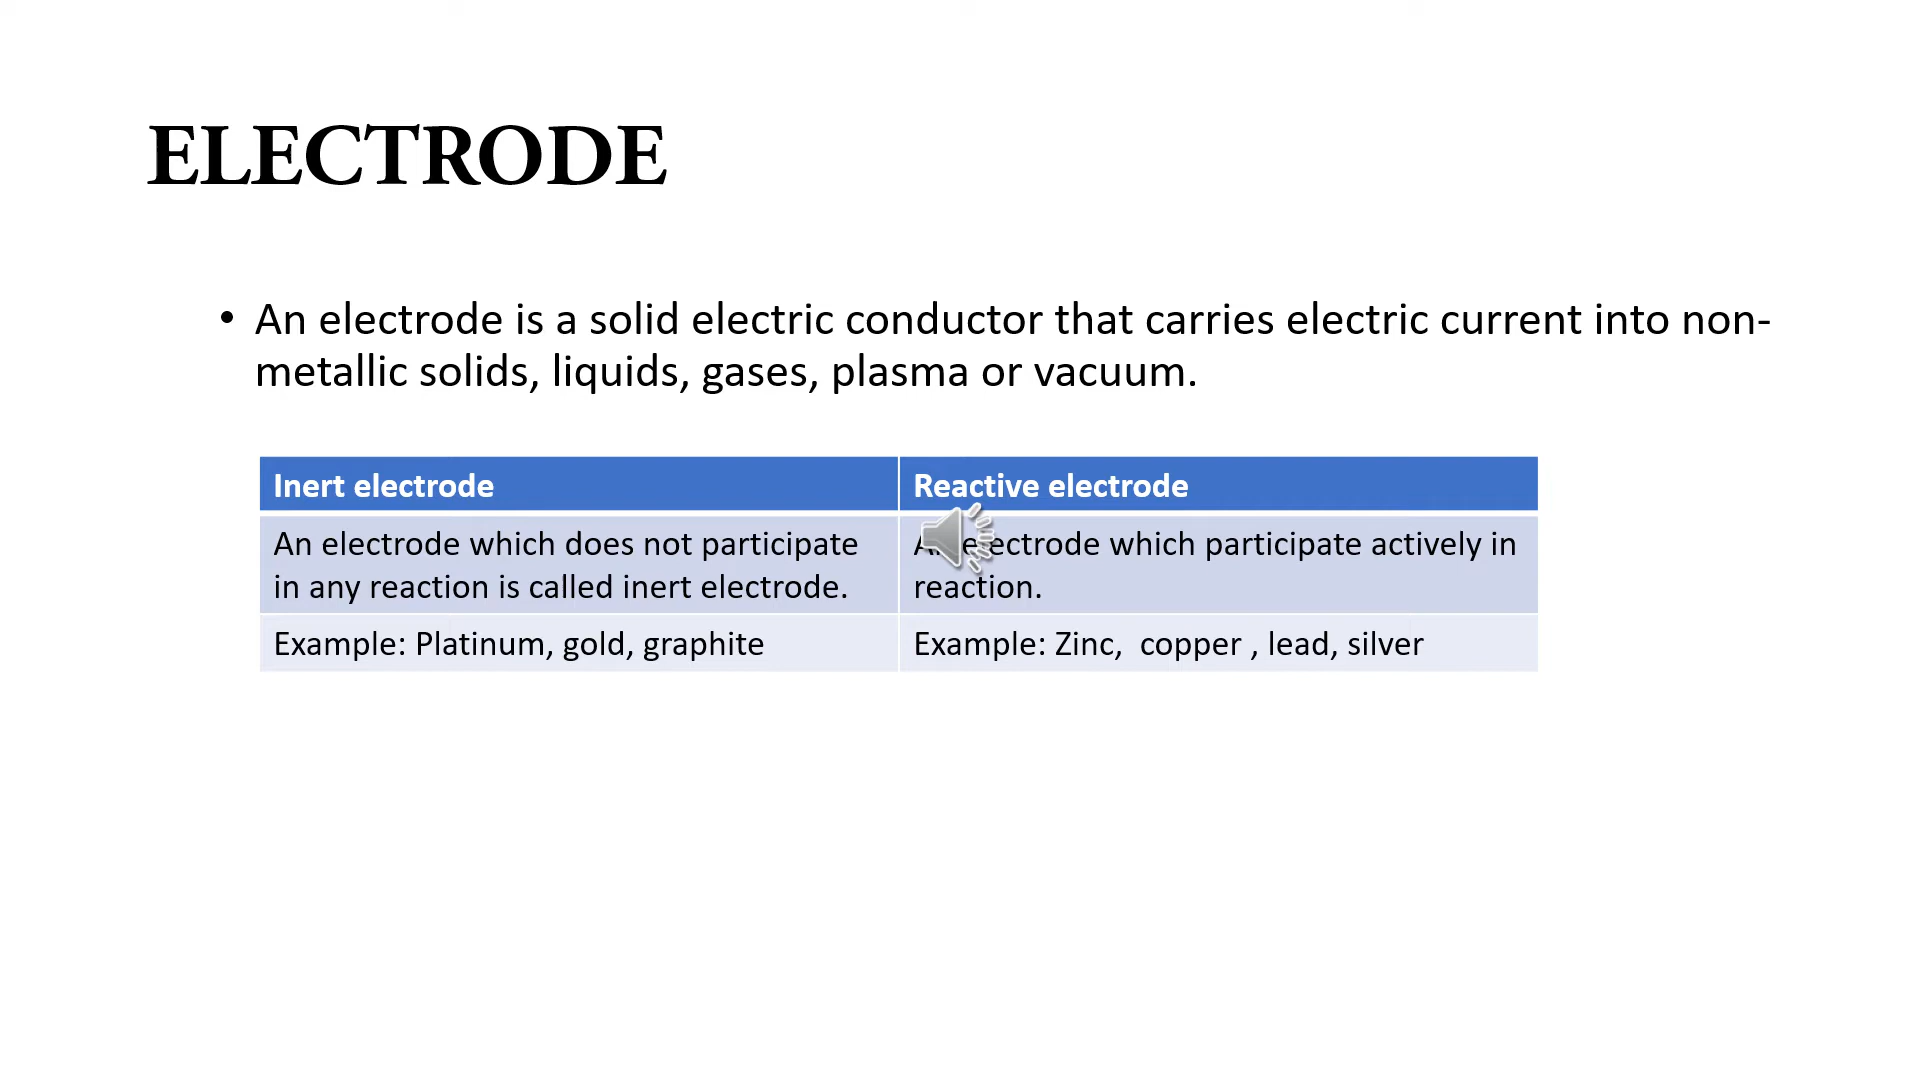 ELECTRODE
• An electrode is a solid electric conductor that carries electric current into non-
metallic solids, liquids, gases, plasma or vacuum.
Inert electrode
Reactive electrode
An electrode which does not participate
in any reaction is called inert electrode.
electrode which participate actively in
reaction.
Example: Platinum, gold, graphite
Example: Zinc,  copper , lead, silver